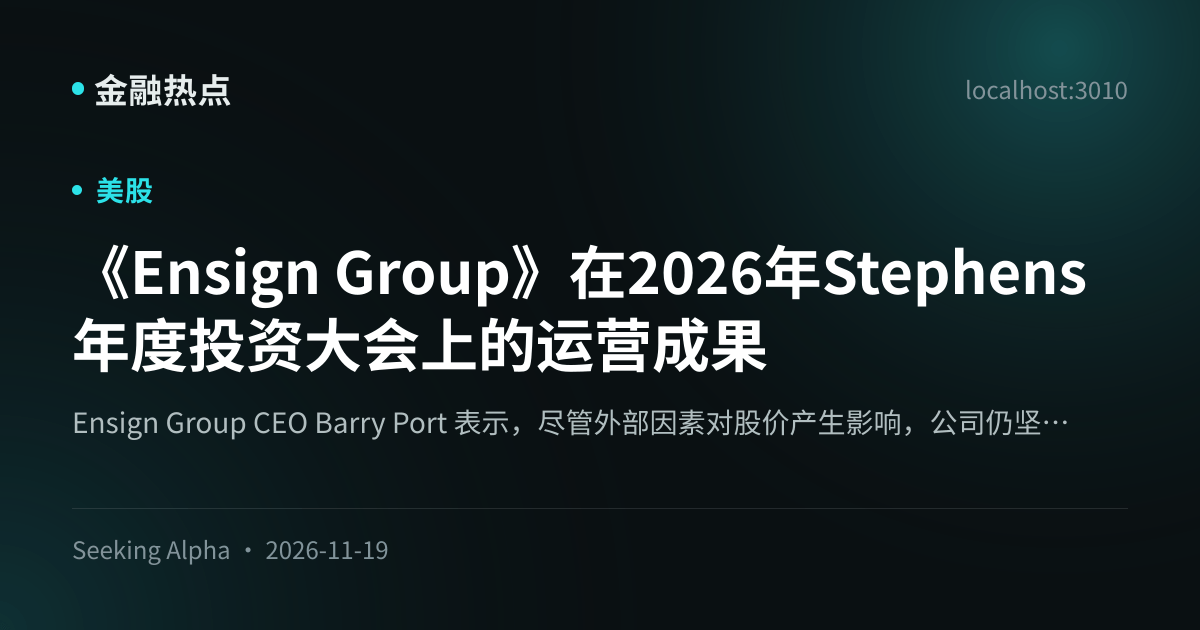 金融热点
localhost:3010
美股
《Ensign Group》在2026年Stephens
年度投资大会上的运营成果
Ensign Group CEO Barry Port 表示，尽管外部因素对股价产生影响，公司仍坚…
Seeking Alpha · 2026-11-19